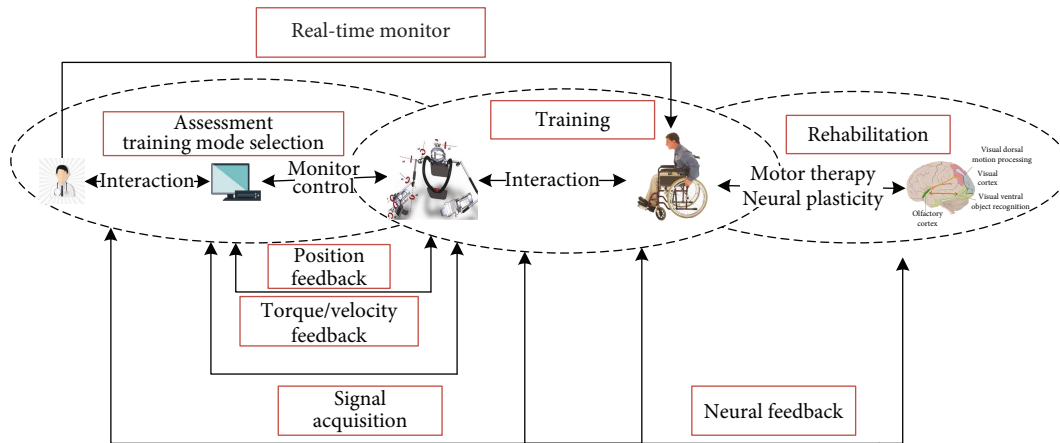 Real-time monitor
Assessment
training mode selection
Training
Rehabilitation
Interaction
Monitor
control
Interaction
Motor therapy
Neural plasticity
Visual dorsal
motion processing
Visual
cortex
Visual ventral
object recognition
Olfactory
cortex
Position
feedback
Torque/velocity
feedback
Signal
acquisition
Neural feedback